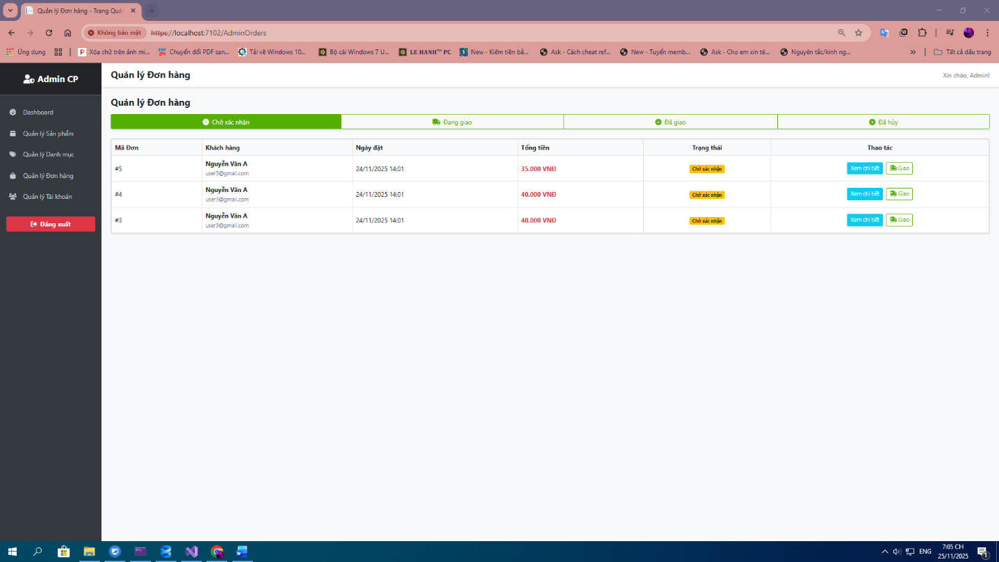 Quản lý Đơn hàng - Trang Quản
Không bảo mật
https://localhost:7102/AdminOrders
Ứng dụng
Xóa chữ trên ảnh mi...
Chuyển đổi PDF san...
Tải về Windows 10...
Bộ cài Windows 7 U...
LE HANH™ PC
New - Kiếm tiền bằ...
Ask - Cách cheat ref...
New - Tuyển memb...
Ask - Cho em xin tê...
Nguyên tắc/kinh ng...
»
Tất cả dấu trang
Admin CP
Quản lý Đơn hàng
Xin chào, Admin!
Dashboard
Quản lý Sản phẩm
Quản lý Danh mục
Quản lý Đơn hàng
Quản lý Tài khoản
Đăng xuất
Quản lý Đơn hàng
Chờ xác nhận
Đang giao
Đã giao
Đã hủy
Mã Đơn Khách hàng Ngày đặt Tổng tiền Trạng thái Thao tác
#5 Nguyễn Văn A 24/11/2025 14:01 35.000 VNĐ Chờ xác nhận Xem chi tiết Giao
user3@gmail.com
#4 Nguyễn Văn A 24/11/2025 14:01 40.000 VNĐ Chờ xác nhận Xem chi tiết Giao
user3@gmail.com
#3 Nguyễn Văn A 24/11/2025 14:01 40.000 VNĐ Chờ xác nhận Xem chi tiết Giao
user3@gmail.com
ENG
7:05 CH
25/11/2025
1